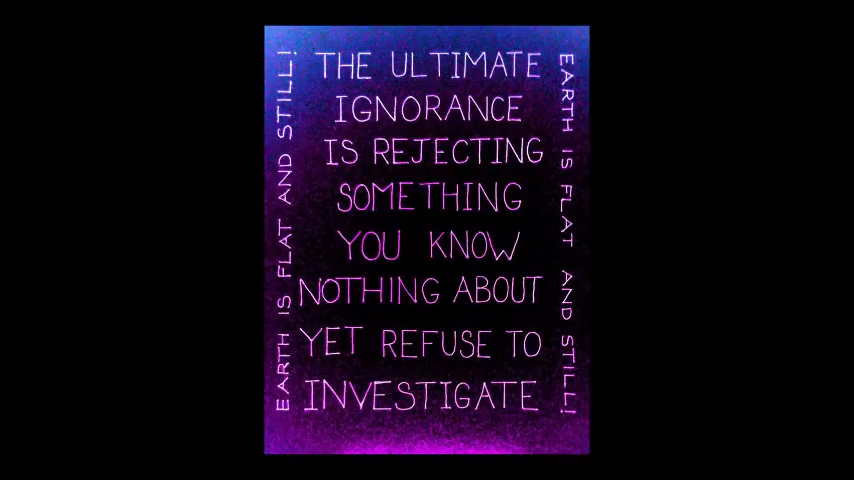 THE ULTIMATE
IGNORANCE
IS REJECTING
SOMETHING
YOU KNOW
NOTHING ABOUT
YET REFUSE TO
INVESTIGATE
EARTH IS FLAT AND STILL!
EARTH IS FLAT AND STILL!